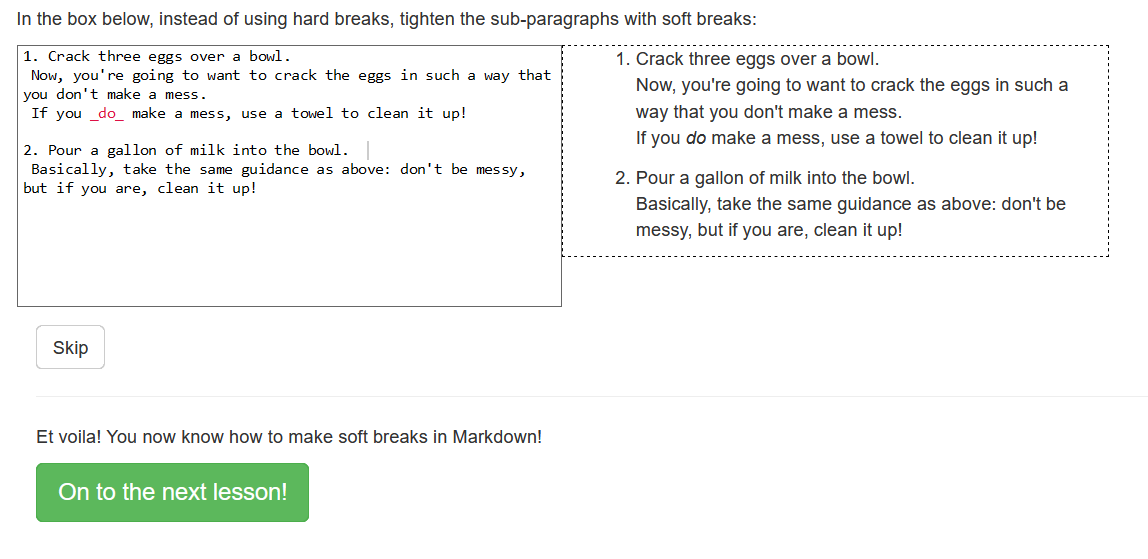 In the box below, instead of using hard breaks, tighten the sub-paragraphs with soft breaks:
1. Crack three eggs over a bowl.
Now, you're going to want to crack the eggs in such a way that
you don't make a mess.
If you _do_ make a mess, use a towel to clean it up!
2. Pour a gallon of milk into the bowl.
Basically, take the same guidance as above: don't be messy,
but if you are, clean it up!
1. Crack three eggs over a bowl.
Now, you're going to want to crack the eggs in such a
way that you don't make a mess.
If you do make a mess, use a towel to clean it up!
2. Pour a gallon of milk into the bowl.
Basically, take the same guidance as above: don't be
messy, but if you are, clean it up!
Skip
Et voila! You now know how to make soft breaks in Markdown!
On to the next lesson!